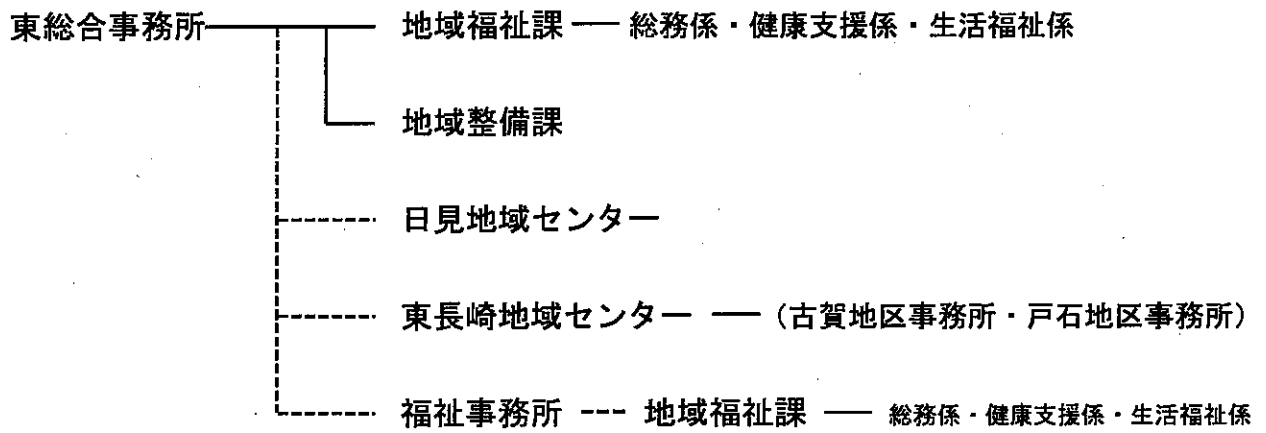 東総合事務所 地域福祉課 総務係・健康支援係・生活福祉係
地域整備課
日見地域センター
東長崎地域センター (古賀地区事務所・戸石地区事務所)
福祉事務所 地域福祉課 総務係・健康支援係・生活福祉係